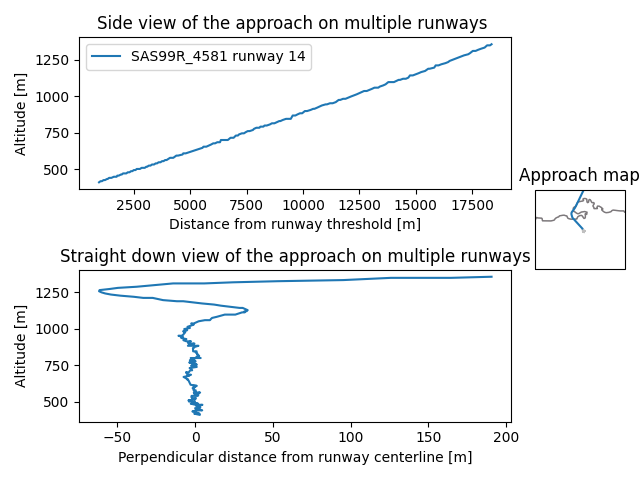 Side view of the approach on multiple runways
SAS99R_4581 runway 14
Altitude [m]
1250
1000
750
500
2500
5000
7500
10000
12500
15000
17500
Distance from runway threshold [m]
Approach map
Straight down view of the approach on multiple runways
Altitude [m]
1250
1000
750
500
−50
0
50
100
150
200
Perpendicular distance from runway centerline [m]